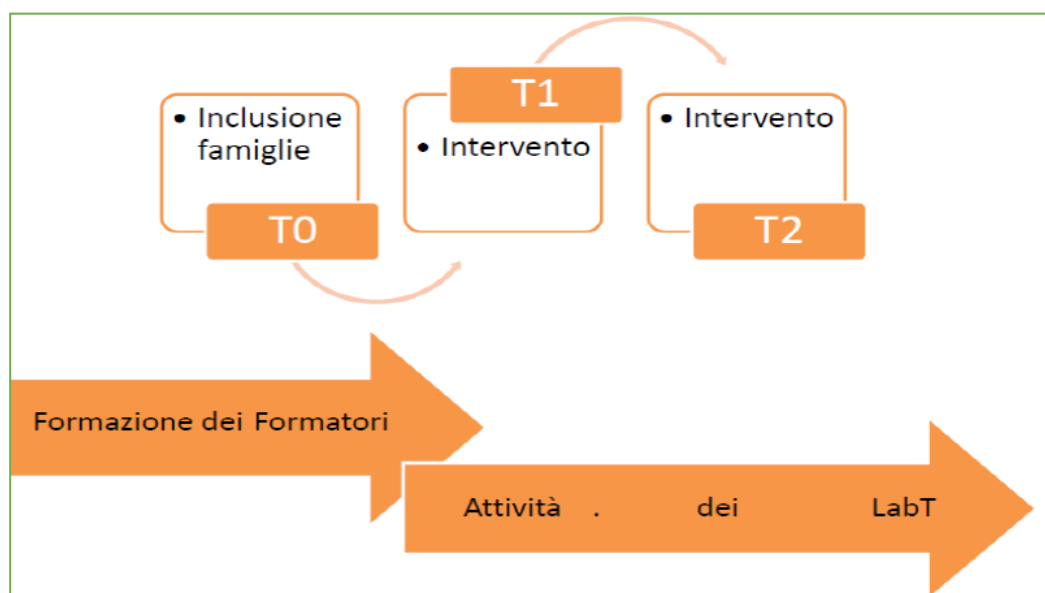 • Inclusione
famiglie
T0
T1
• Intervento
• Intervento
T2
Formazione dei Formatori
Attività . dei LabT